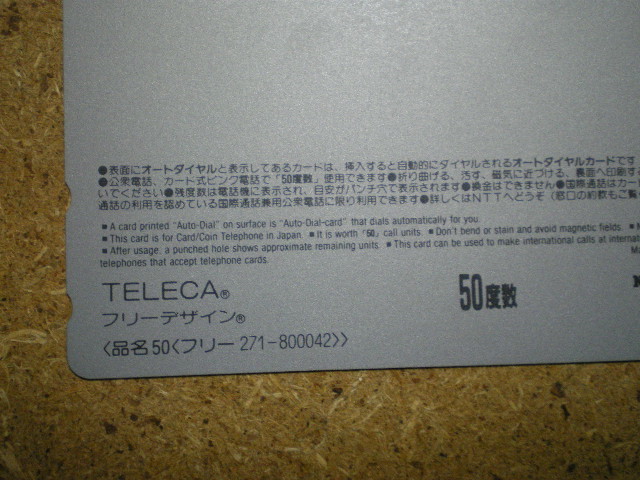 ●表面にオートダイヤルと表示してあるカードは、挿入すると自動的にダイヤルされるオートダイヤルカードです
●公衆電話、カード式ピンク電話で「50度数」使用できます●折り曲げる、汚す、磁気に近づける、裏面へ印刷する
いでください●残度数は電話機に表示され、目安がパンチ穴で表示されます●換金はできません●国際通話はカー
通話の利用を認めている国際通話兼用公衆電話に限り利用できます●詳しくはNTTへどうぞ（窓口の約款もご覧
■ A card printed "Auto-Dial" on surface is "Auto-Dial-card" that dials automatically for you.
■ This card is for Card/Coin Telephone in Japan. ■ It is worth "50" call units. ■ Don't bend or stain and avoid magnetic fields. ■
■ After usage, a punched hole shows approximate remaining units. ■ This card can be used to make international calls at internat
telephones that accept telephone cards.
TELECA®
50度数
フリーデザイン®
〈品名50〈フリー 271-800042〉〉